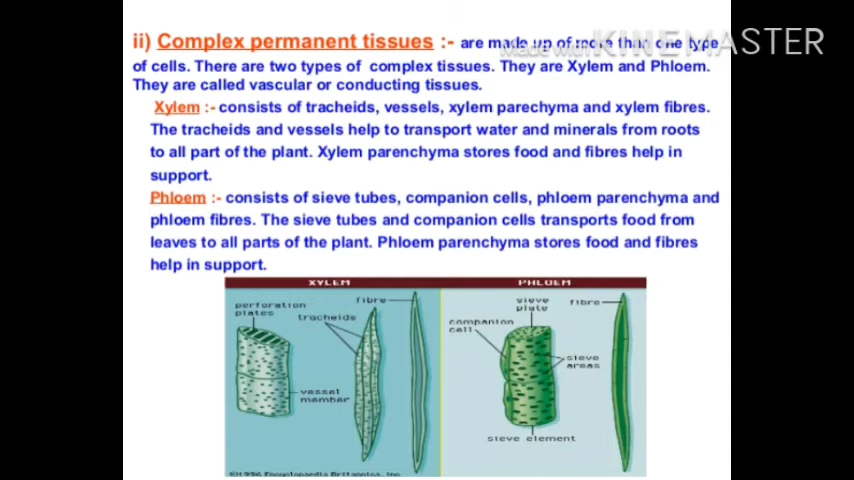 ii) Complex permanent tissues :- are made up of more than one type
Made with KINEMASTER
of cells. There are two types of complex tissues. They are Xylem and Phloem.
They are called vascular or conducting tissues.
Xylem :- consists of tracheids, vessels, xylem parechyma and xylem fibres.
The tracheids and vessels help to transport water and minerals from roots
to all part of the plant. Xylem parenchyma stores food and fibres help in
support.
Phloem :- consists of sieve tubes, companion cells, phloem parenchyma and
phloem fibres. The sieve tubes and companion cells transports food from
leaves to all parts of the plant. Phloem parenchyma stores food and fibres
help in support.
XYLEM
perforation
plates
fibre
tracheids
vessel
member
PHLOEM
sieve
plate
fibre
companion
cell
sieve
areas
sieve element
©1996 Encyclopaedia Britannica, Inc.